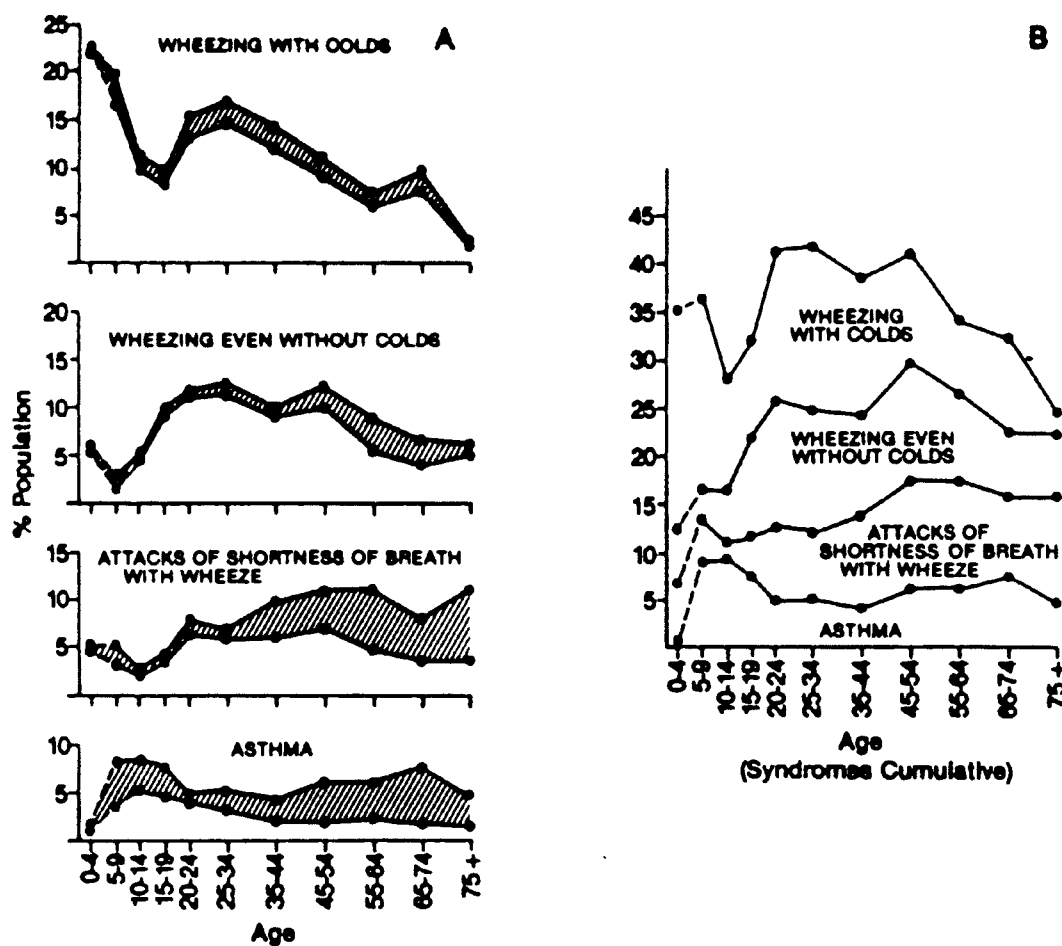 A
WHEEZING WITH COLDS
25
20
15
10
5
WHEEZING EVEN WITHOUT COLDS
20
15
10
5
% Population
ATTACKS OF SHORTNESS OF BREATH
WITH WHEEZE
15
10
5
ASTHMA
10
5
0-4
5-9
10-14
15-19
20-24
25-34
35-44
45-54
55-64
65-74
75+
Age
B
45
40
35
30
25
20
15
10
5
WHEEZING
WITH COLDS
WHEEZING EVEN
WITHOUT COLDS
ATTACKS OF
SHORTNESS OF BREATH
WITH WHEEZE
ASTHMA
0-4
5-9
10-14
15-19
20-24
25-34
35-44
45-54
55-64
65-74
75+
Age
(Syndromes Cumulative)